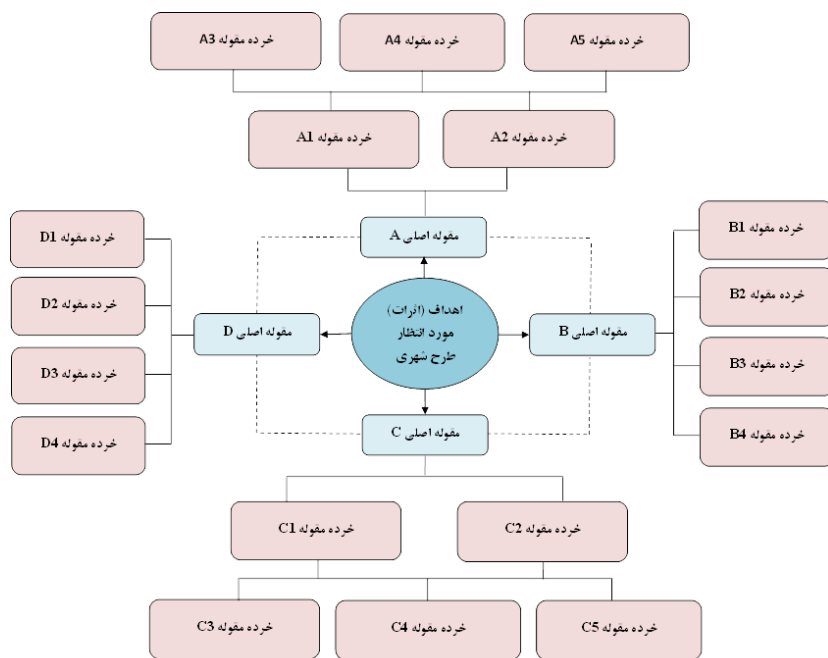 خرده مقوله A3
خرده مقوله A4
خرده مقوله A5
خرده مقوله A1
خرده مقوله A2
مقوله اصلی A
خرده مقوله D1
خرده مقوله D2
خرده مقوله D3
خرده مقوله D4
مقوله اصلی D
اهداف (اثرات)
مورد انتظار
طرح شهری
مقوله اصلی B
خرده مقوله B1
خرده مقوله B2
خرده مقوله B3
خرده مقوله B4
مقوله اصلی C
خرده مقوله C1
خرده مقوله C2
خرده مقوله C3
خرده مقوله C4
خرده مقوله C5